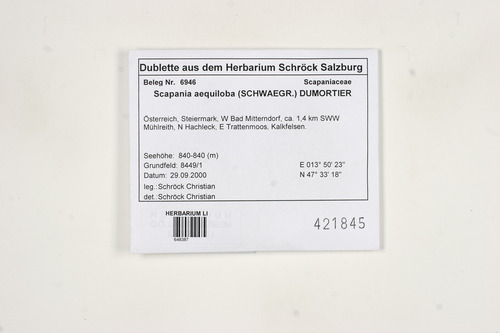 Dublette aus dem Herbarium Schröck Salzburg
Beleg Nr. 6946 Scapaniaceae
Scapania aequiloba (SCHWAEGR.) DUMORTIER
Österreich, Steiermark, W Bad Mitterndorf, ca. 1,4 km SWW
Mühlreith, N Hachleck, E Trattenmoos, Kalkfelsen.
Seehöhe: 840-840 (m) E 013° 50' 23"
Grundfeld: 8449/1 N 47° 33' 18"
Datum: 29.09.2000
leg.:Schröck Christian
det.:Schröck Christian
HERBARIUM LI
648387
421845